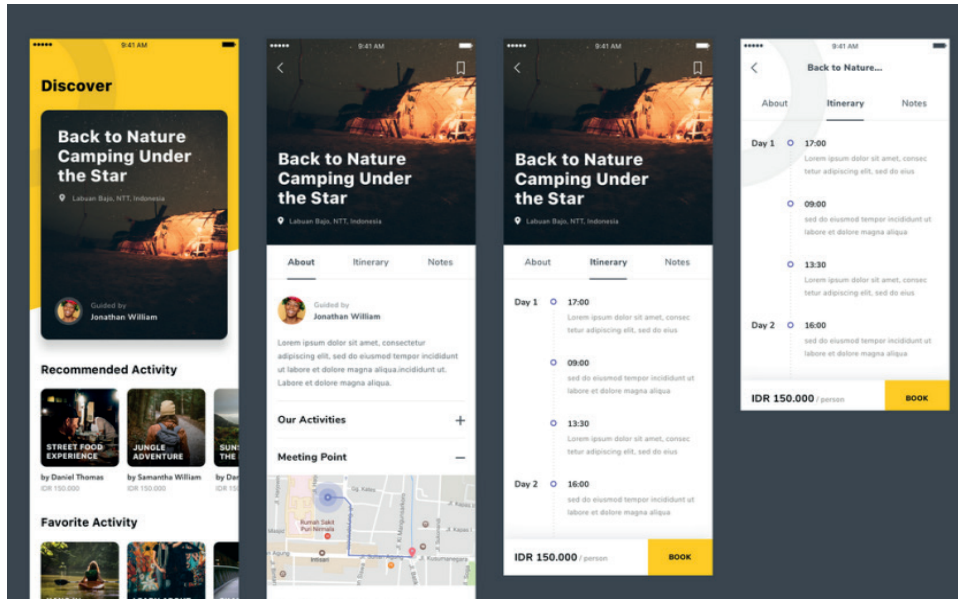 9:41 AM
Discover
Back to Nature
Camping Under
the Star
Labuan Bajo, NTT, Indonesia
Guided by
Jonathan William
Recommended Activity
STREET FOOD
EXPERIENCE
by Daniel Thomas
IDR 150.000
JUNGLE
ADVENTURE
by Samantha William
IDR 150.000
THE
Favorite Activity
9:41 AM
Back to Nature
Camping Under
the Star
Labuan Bajo, NTT, Indonesia
About Itinerary Notes
Guided by
Jonathan William
Lorem ipsum dolor sit amet, consectetur
adipiscing elit, sed do eiusmod tempor incididunt
ut labore et dolore magna aliqua.incididunt ut.
Labore et dolore magna aliqua.
Our Activities
Meeting Point
Rumah Sakit
Puri Nirmala
Intisari
Jl. Sultan Agung
Jl. Kusumanegara
9:41 AM
Back to Nature
Camping Under
the Star
Labuan Bajo, NTT, Indonesia
About Itinerary Notes
Day 1 17:00
Lorem ipsum dolor sit amet, consec
tetur adipiscing elit, sed do eius
09:00
sed do eiusmod tempor incididunt ut
labore et dolore magna aliqua
13:30
Lorem ipsum dolor sit amet, consec
tetur adipiscing elit, sed do eius
Day 2 16:00
sed do eiusmod tempor incididunt ut
labore et dolore magna aliqua
IDR 150.000 / person BOOK
9:41 AM
Back to Nature...
About Itinerary Notes
Day 1 17:00
Lorem ipsum dolor sit amet, consec
tetur adipiscing elit, sed do eius
09:00
sed do eiusmod tempor incididunt ut
labore et dolore magna aliqua
13:30
Lorem ipsum dolor sit amet, consec
tetur adipiscing elit, sed do eius
Day 2 16:00
sed do eiusmod tempor incididunt ut
labore et dolore magna aliqua
IDR 150.000 / person BOOK